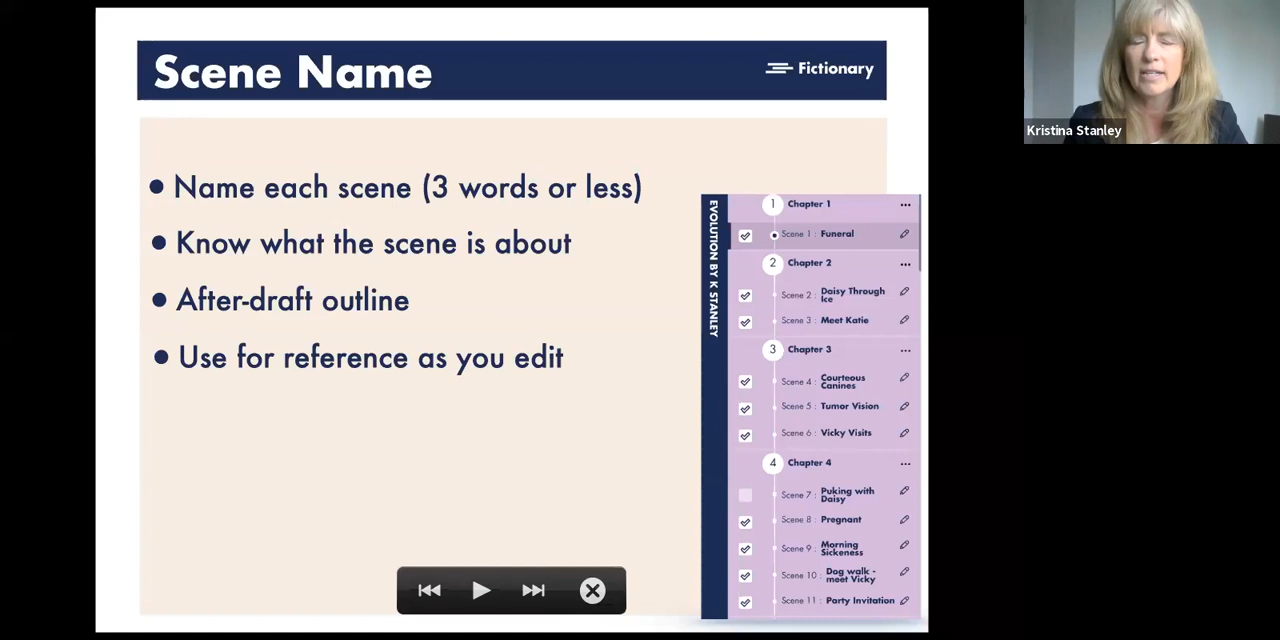 Scene Name
Fictionary
Kristina Stanley
• Name each scene (3 words or less)
• Know what the scene is about
• After-draft outline
• Use for reference as you edit
EVOLUTION BY K STANLEY
1 Chapter 1
Scene 1 : Funeral
2 Chapter 2
Scene 2 : Daisy Through
Ice
Scene 3 : Meet Katie
3 Chapter 3
Scene 4 : Courteous
Canines
Scene 5 : Tumor Vision
Scene 6 : Vicky Visits
4 Chapter 4
Scene 7 : Puking with
Daisy
Scene 8 : Pregnant
Scene 9 : Morning
Sickeness
Scene 10 : Dog walk -
meet Vicky
Scene 11 : Party Invitation